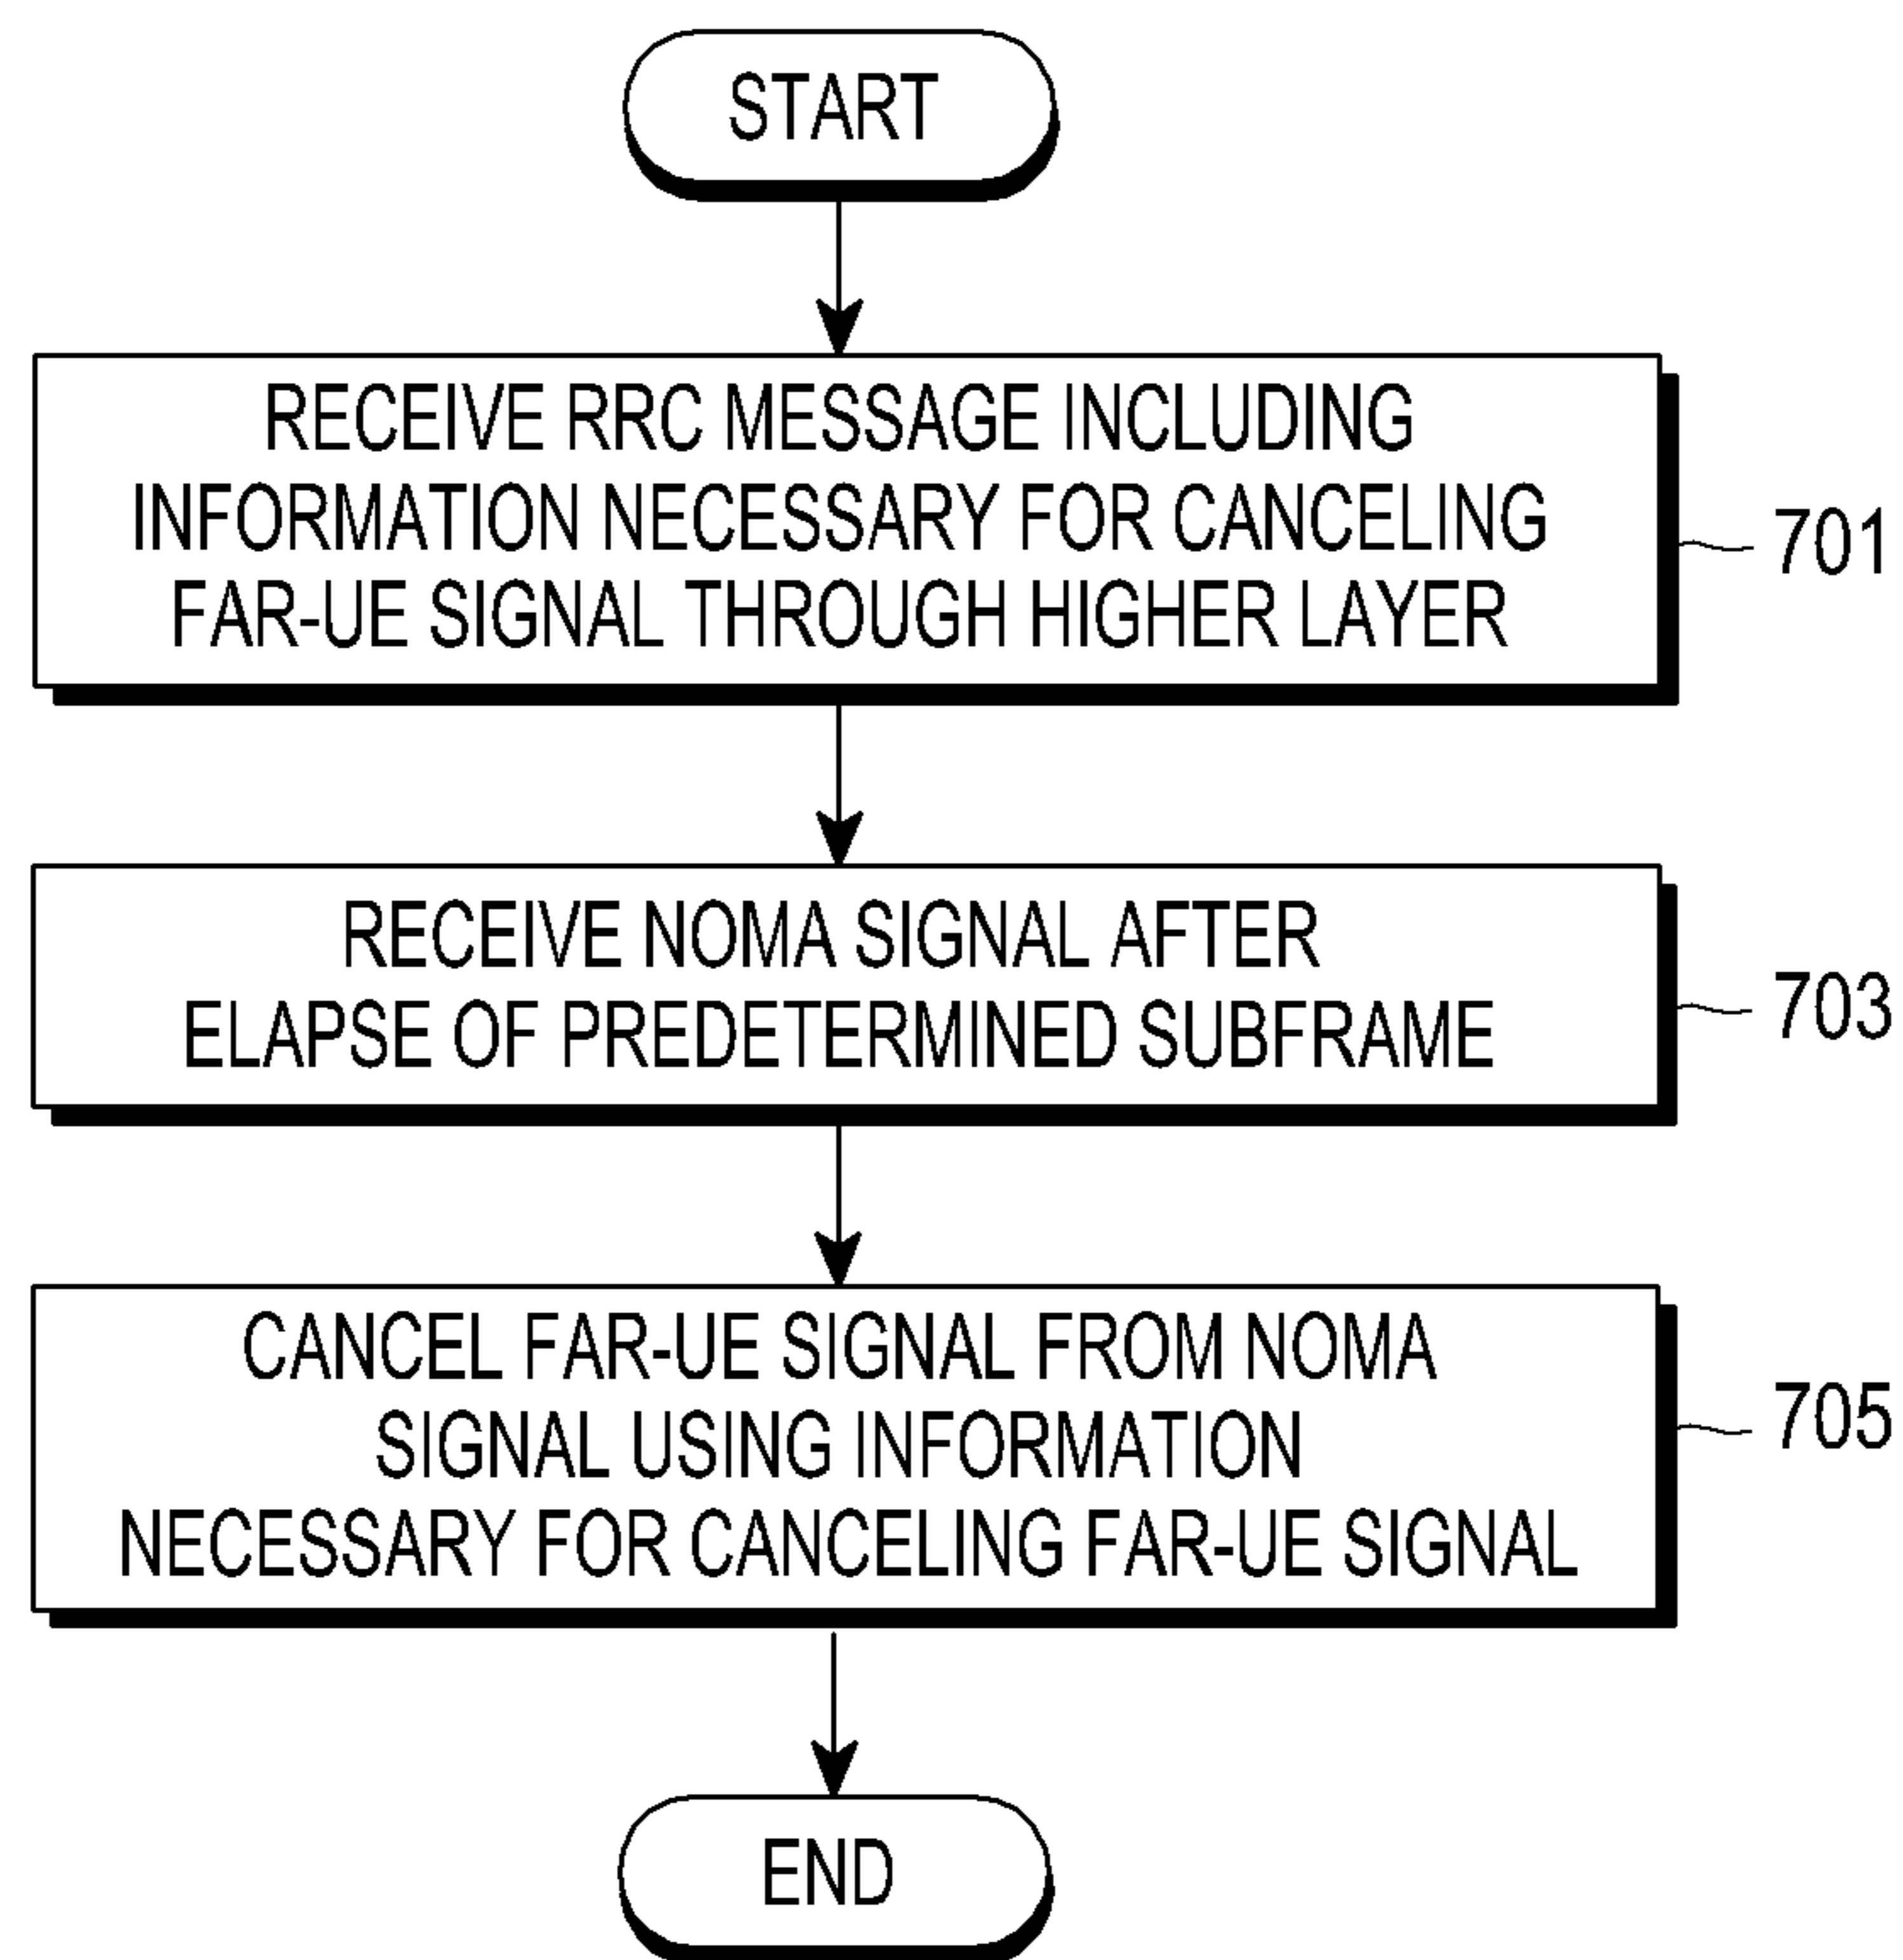 START
RECEIVE RRC MESSAGE INCLUDING
INFORMATION NECESSARY FOR CANCELING
FAR-UE SIGNAL THROUGH HIGHER LAYER
701
RECEIVE NOMA SIGNAL AFTER
ELAPSE OF PREDETERMINED SUBFRAME
703
CANCEL FAR-UE SIGNAL FROM NOMA
SIGNAL USING INFORMATION
NECESSARY FOR CANCELING FAR-UE SIGNAL
705
END